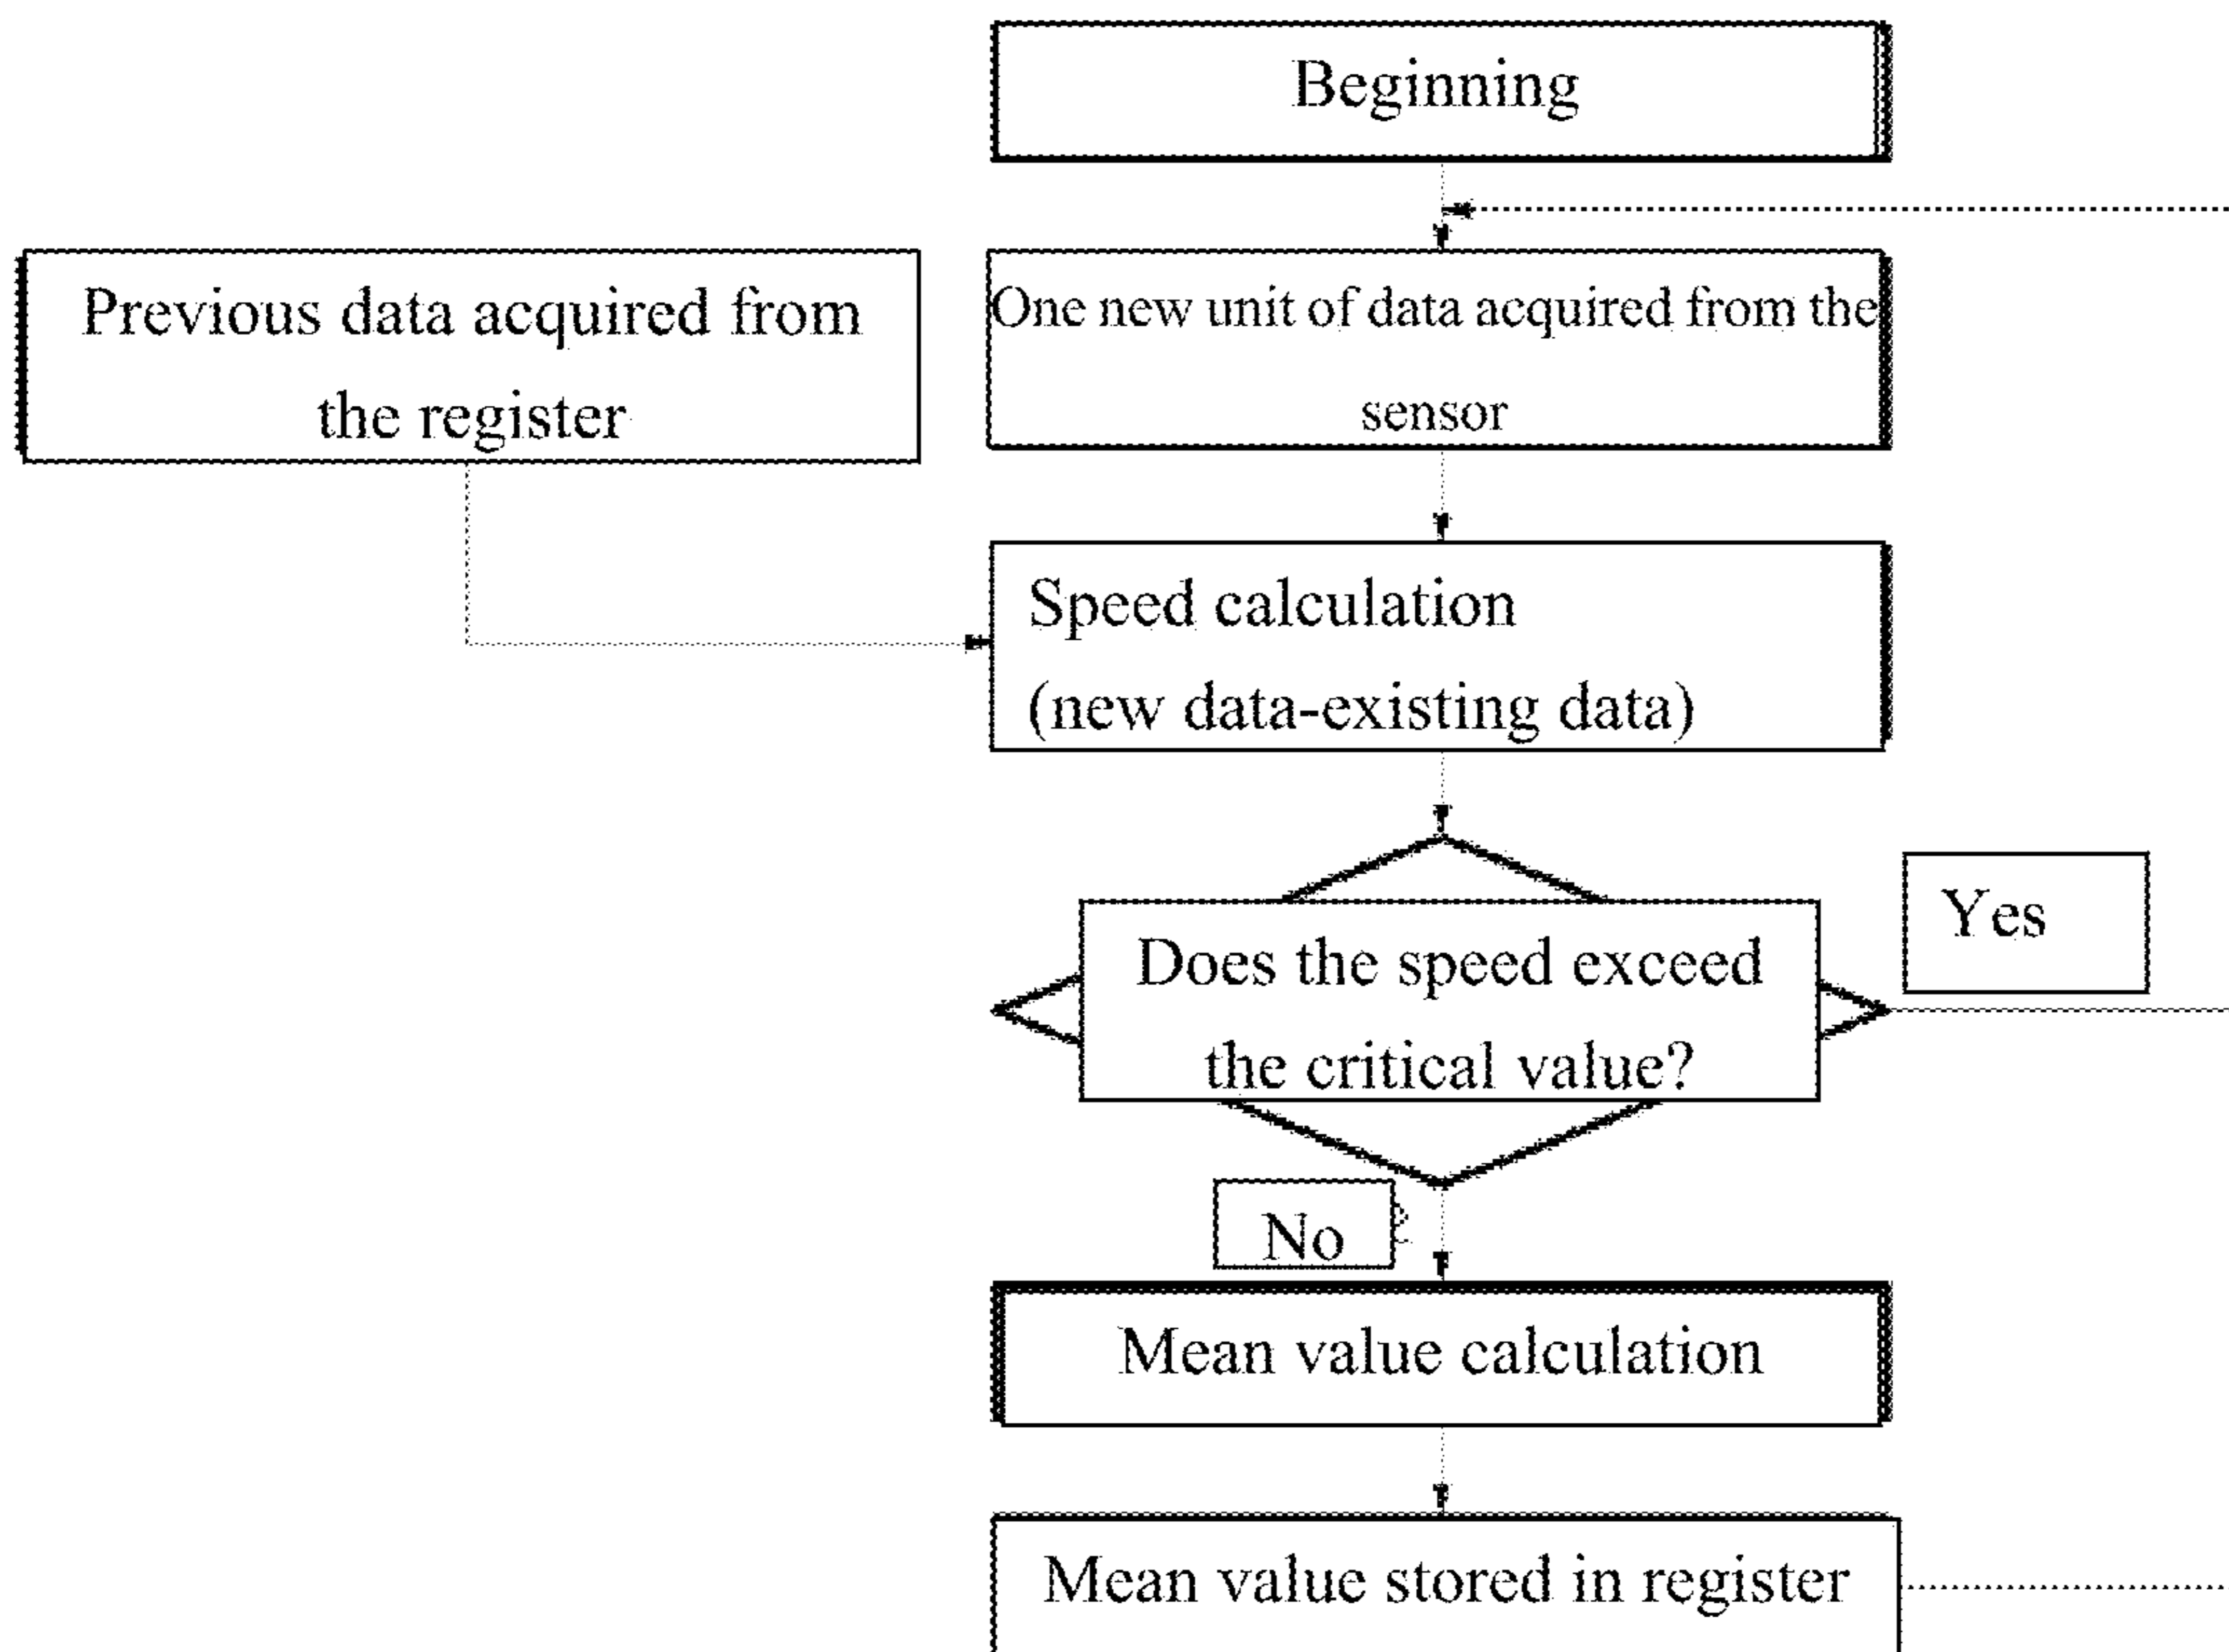 Beginning
Previous data acquired from
the register
One new unit of data acquired from the
sensor
Speed calculation
(new data-existing data)
Does the speed exceed
the critical value?
Yes
No
Mean value calculation
Mean value stored in register